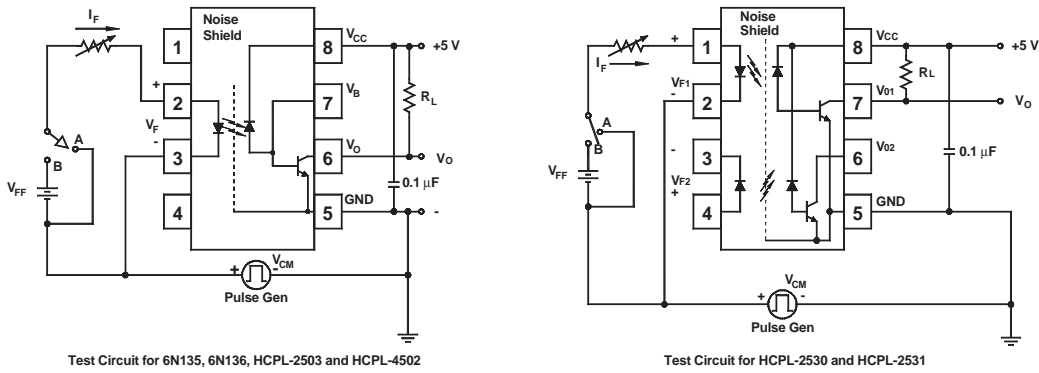 I_F
Noise
Shield
1
8
V_CC
+5 V
+
2
7
V_B
R_L
V_F
A
-
3
6
V_O
V_O
B
V_FF
0.1 μF
4
5
GND
-
+
V_CM
-
Pulse Gen
Test Circuit for 6N135, 6N136, HCPL-2503 and HCPL-4502
Noise
Shield
+
1
8
V_CC
+5 V
I_F
V_F1
R_L
-
2
7
V_01
V_O
A
B
-
3
6
V_02
V_FF
V_F2
0.1 μF
+
4
5
GND
V_CM
+
-
Pulse Gen
Test Circuit for HCPL-2530 and HCPL-2531